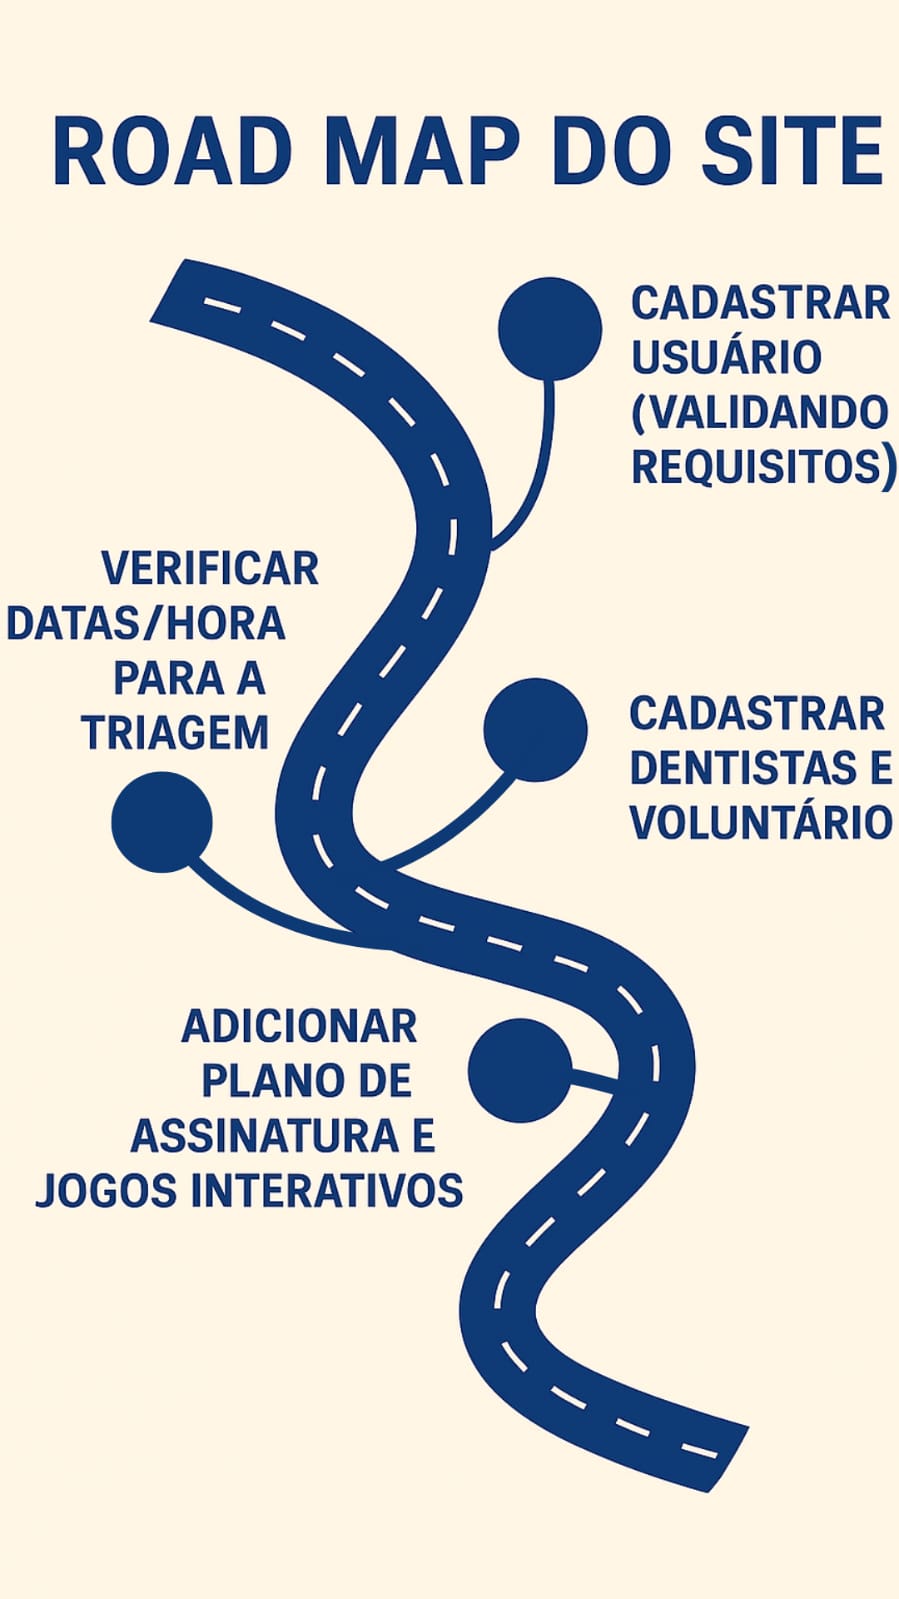 ROAD MAP DO SITE
CADASTRAR
USUÁRIO
(VALIDANDO
REQUISITOS)
VERIFICAR
DATAS/HORA
PARA A
TRIAGEM
CADASTRAR
DENTISTAS E
VOLUNTÁRIO
ADICIONAR
PLANO DE
ASSINATURA E
JOGOS INTERATIVOS